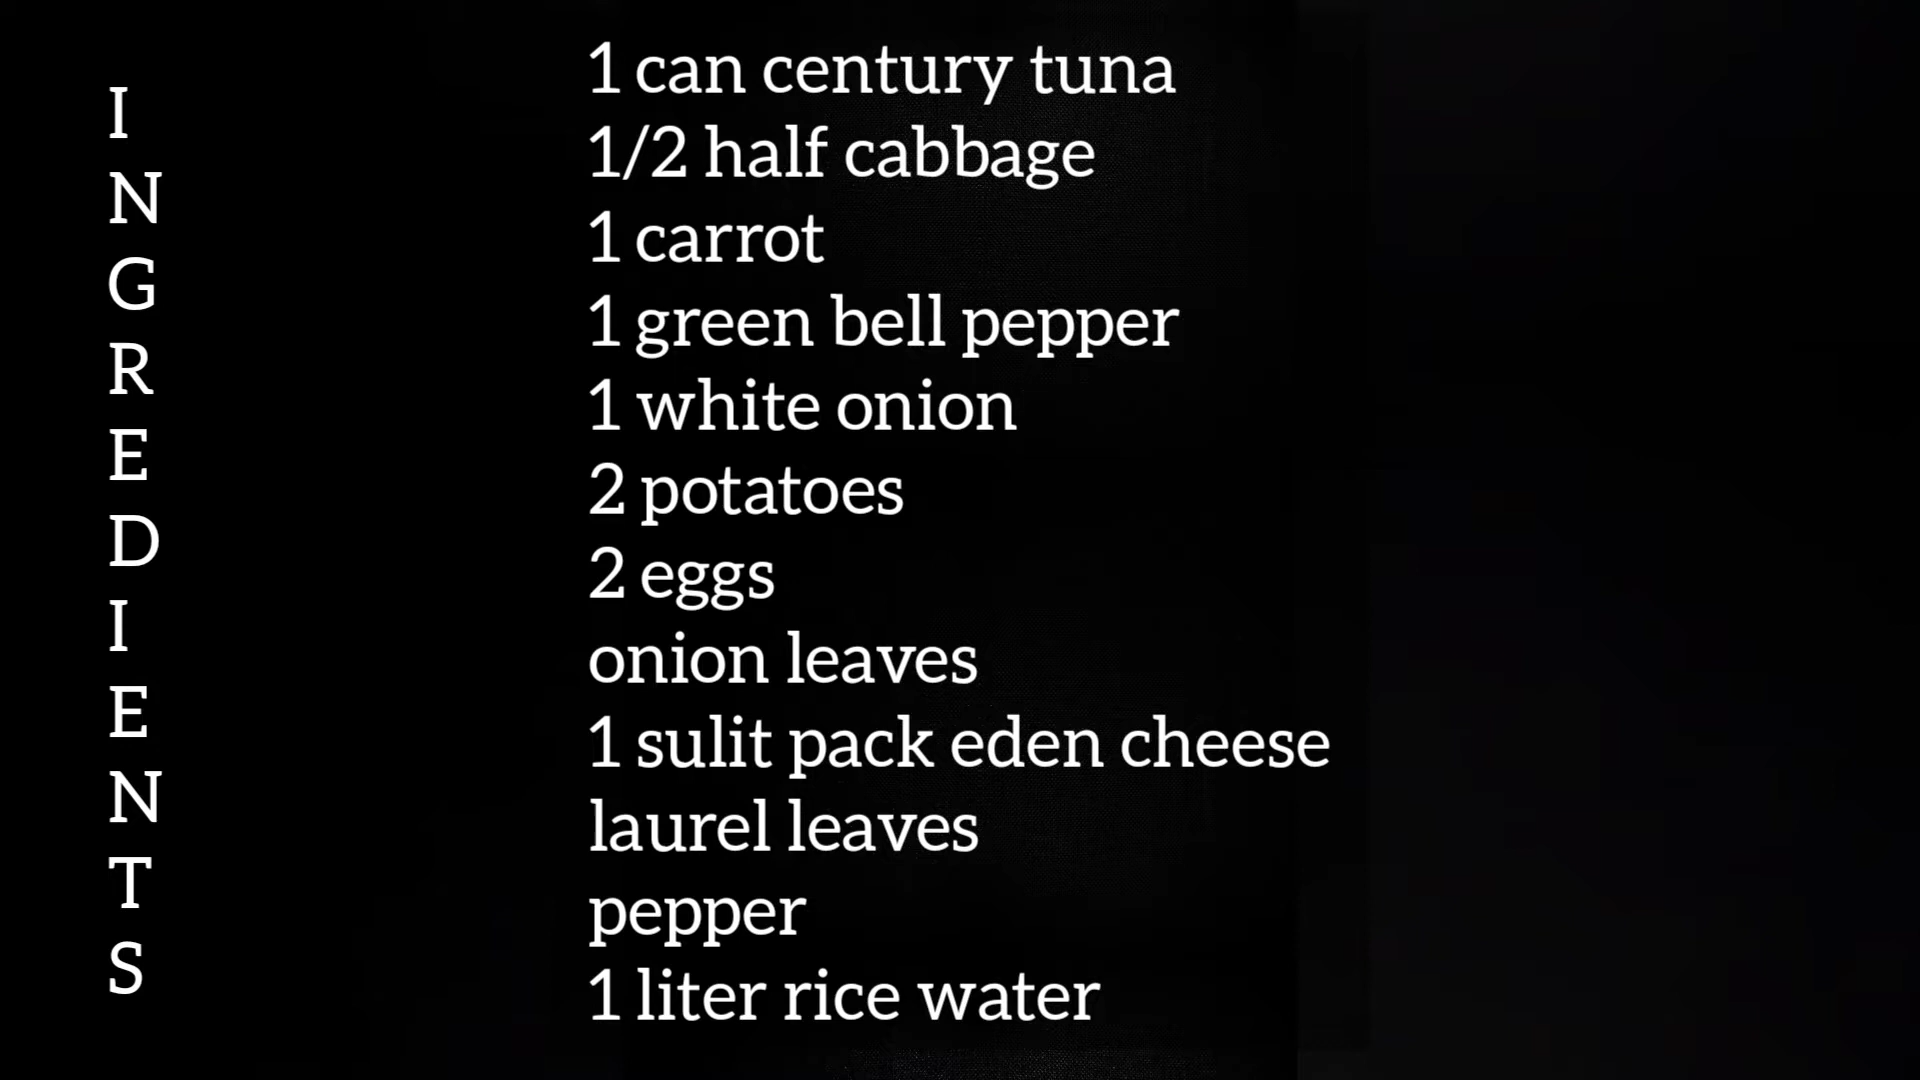 I
N
G
R
E
D
I
E
N
T
S
1 can century tuna
1/2 half cabbage
1 carrot
1 green bell pepper
1 white onion
2 potatoes
2 eggs
onion leaves
1 sulit pack eden cheese
laurel leaves
pepper
1 liter rice water